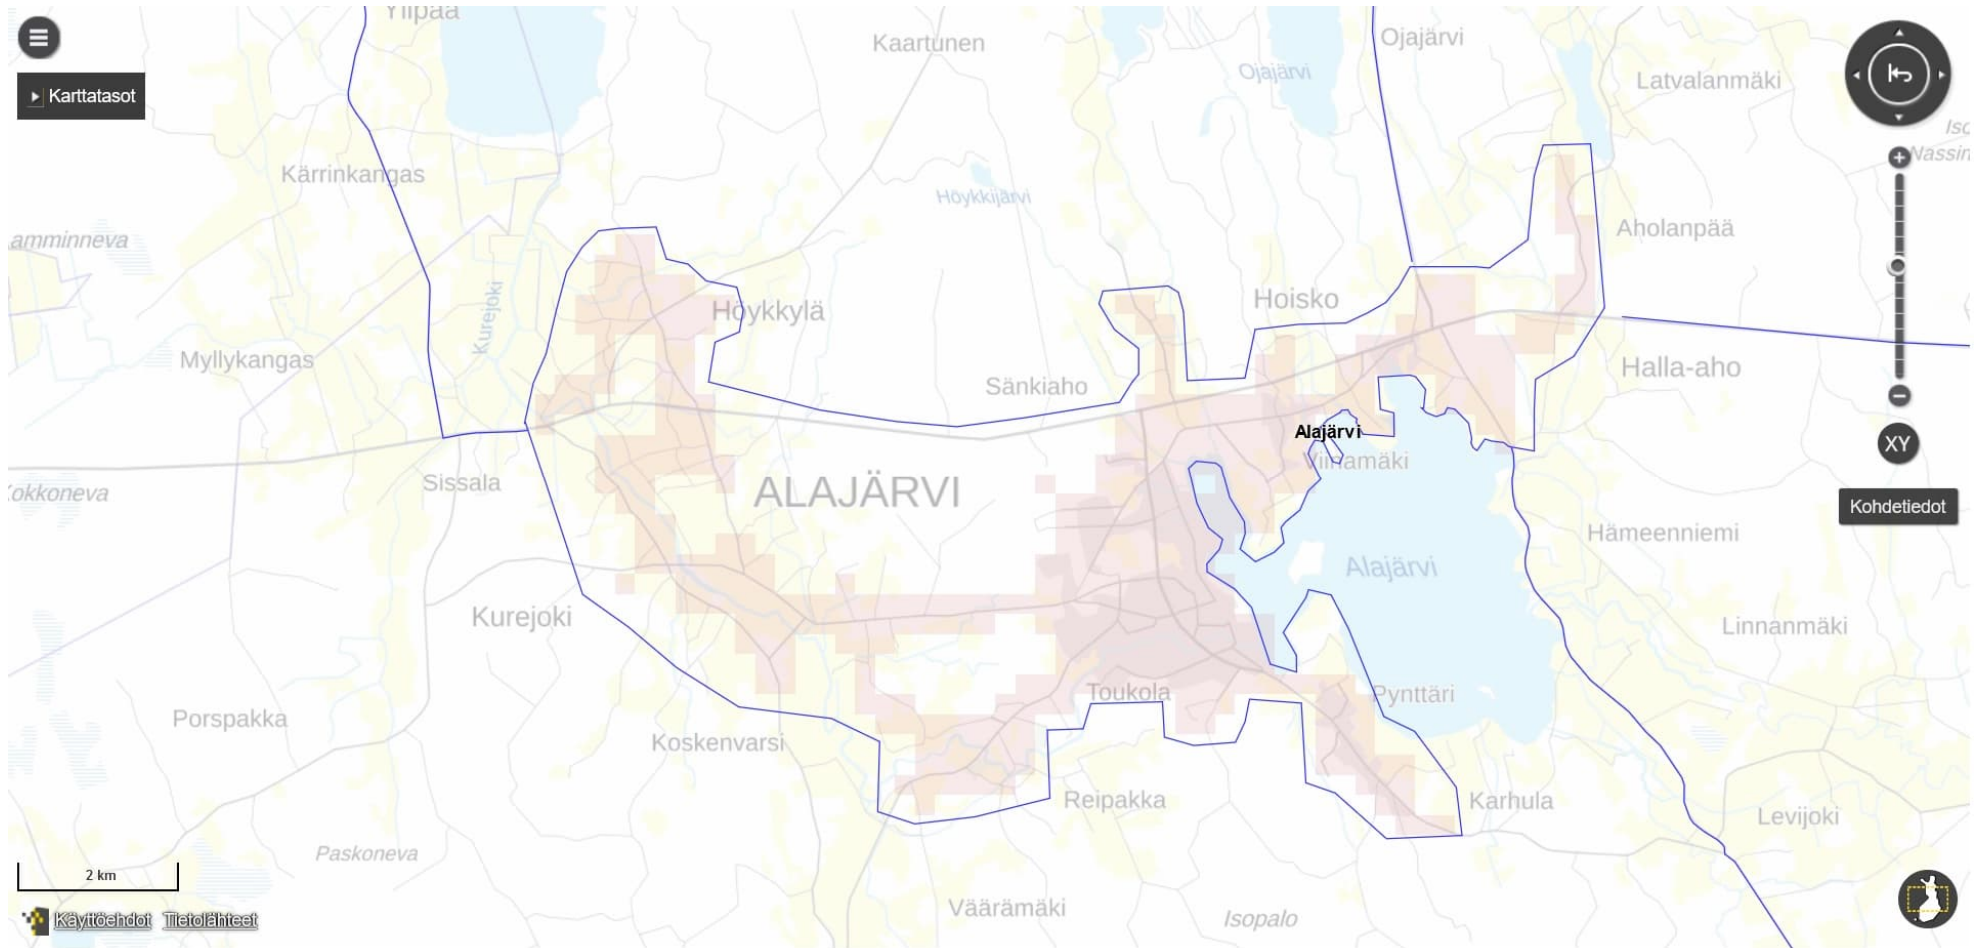 Ylipää
Kaartunen
Ojajärvi
Ojajärvi
Latvalanmäki
Karttatasot
Kärrinkangas
Höykkijärvi
amminneva
Aholanpää
Kurejoki
Höykkylä
Hoisko
Myllykangas
Sänkiaho
Halla-aho
Alajärvi
XY
Viinamäki
Sissala
ALAJÄRVI
okkoneva
Kohdetiedot
Hämeenniemi
Alajärvi
Kurejoki
Linnanmäki
Toukola
Pynttäri
Porspakka
Koskenvarsi
Reipakka
Karhula
Levijoki
Paskoneva
2 km
Väärämäki
Isopalo
Käyttöehdot Tietolähteet